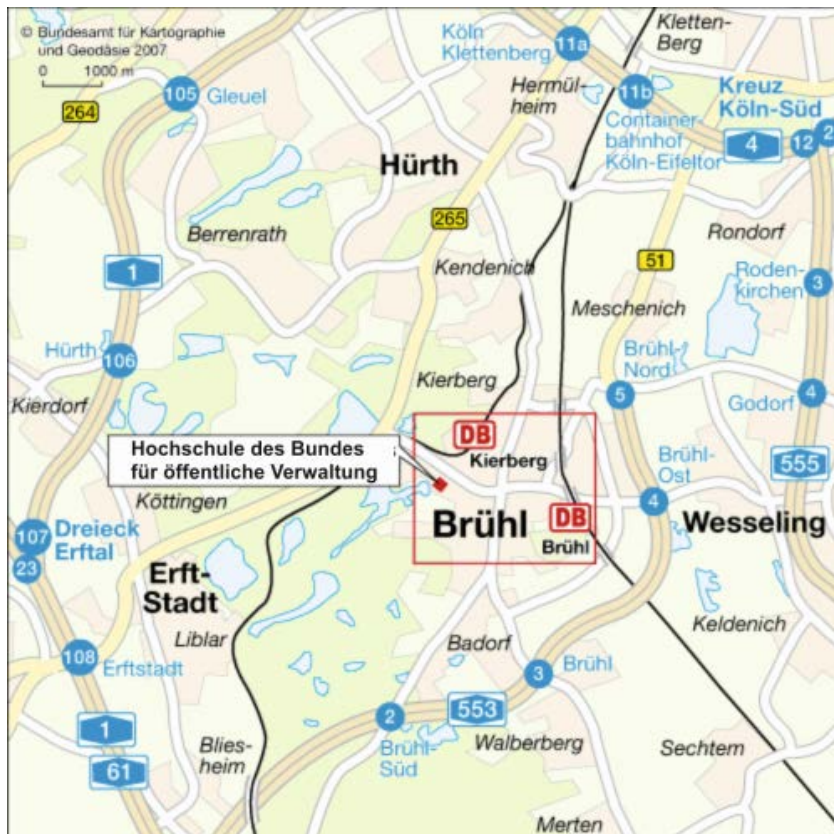 © Bundesamt für Kartographie
und Geodäsie 2007
0 1000 m
Köln
Klettenberg
11a
Kletten-
Berg
264
105 Gleuel
Hermül-
heim
11b
Kreuz
Köln-Süd
Container-
bahnhof
Köln-Eifeltor
4
12
2
Hürth
265
Berrenrath
Rondorf
1
Kendenich
51
Roden-
kirchen
3
Meschenich
Hürth
106
Brühl-
Nord
5
Kierdorf
Kierberg
Godorf
4
DB
Kierberg
Hochschule des Bundes
für öffentliche Verwaltung
Brühl-
Ost
4
555
Köttingen
Brühl
DB
Brühl
Wesseling
107
Dreieck
Erfttal
23
Erft-
Stadt
Liblar
Keldenich
108
Erftstadt
Badorf
3
Brühl
1
61
Blies-
heim
2
Brühl-
Süd
553
Walberberg
Sechtem
Merten